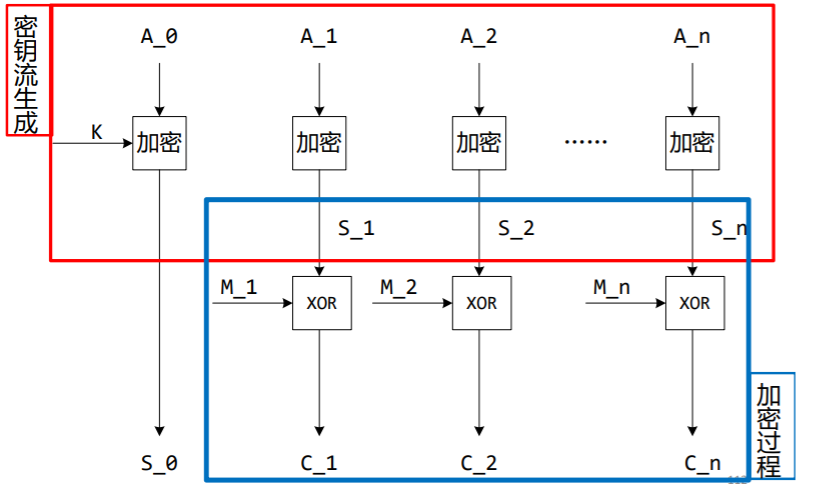 密钥流生成
A_0 A_1 A_2 A_n
K 加密 加密 加密 …… 加密
S_1 S_2 S_n
M_1 XOR M_2 XOR M_n XOR
加密过程
S_0 C_1 C_2 C_n